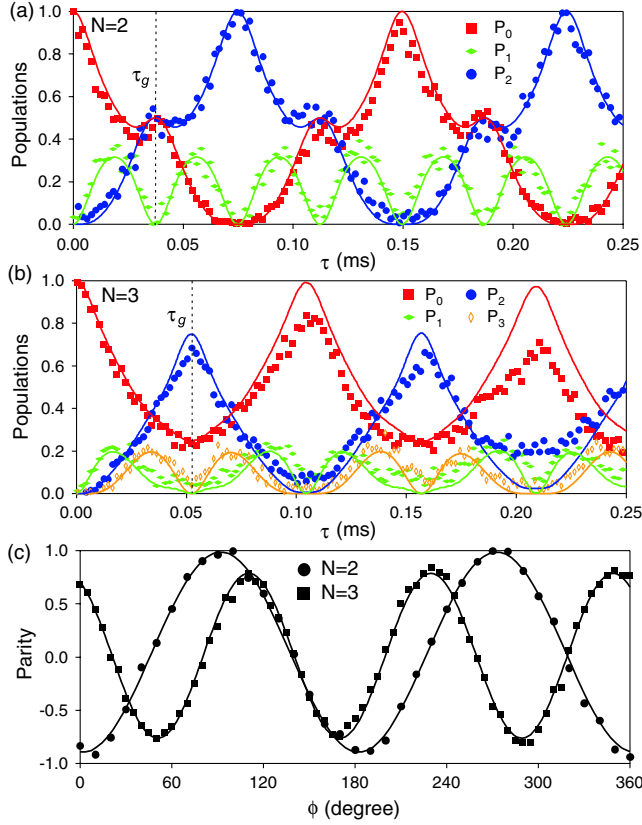 (a)
N=2
P0
P1
P2
τg
Populations
1.0
0.8
0.6
0.4
0.2
0.0
0.00 0.05 0.10 0.15 0.20 0.25
τ (ms)
(b)
N=3
P0 P2
P1 P3
τg
Populations
1.0
0.8
0.6
0.4
0.2
0.0
0.00 0.05 0.10 0.15 0.20 0.25
τ (ms)
(c)
N=2
N=3
Parity
1.0
0.5
0.0
-0.5
-1.0
0 60 120 180 240 300 360
ϕ (degree)